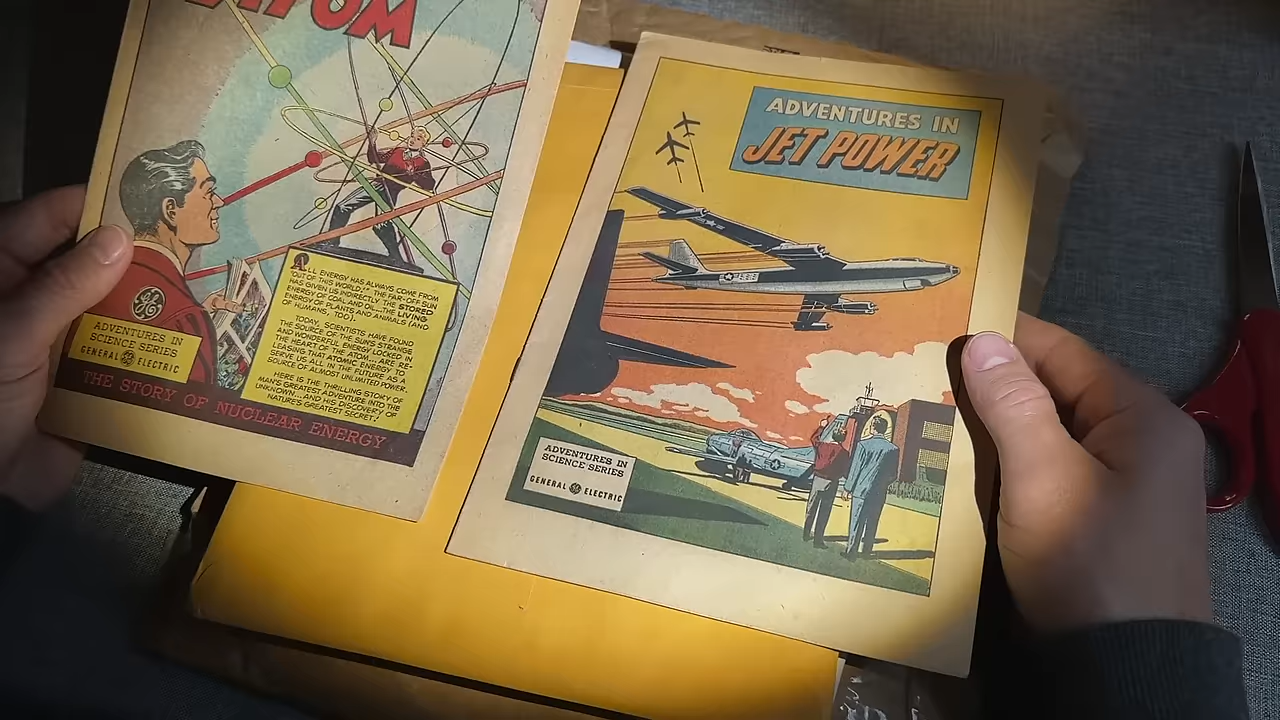 ATOM
ALL ENERGY HAS ALWAYS COME FROM
"OUT OF THIS WORLD!" THE FAR-OFF SUN
HAS GIVEN US INDIRECTLY THE STORED
ENERGY OF COAL AND OIL...THE LIVING
ENERGY OF PLANTS AND ANIMALS (AND
OF HUMANS, TOO).
TODAY, SCIENTISTS HAVE FOUND
THE SOURCE OF THE SUN'S STRANGE
AND WONDERFUL ENERGY LOCKED IN
THE HEART OF THE ATOM...ARE RE-
LEASING THAT ATOMIC ENERGY TO
SERVE US ALL IN THE FUTURE AS A
SOURCE OF ALMOST UNLIMITED POWER.
HERE IS THE THRILLING STORY OF
MAN'S GREATEST ADVENTURE INTO THE
UNKNOWN...AND HIS DISCOVERY OF
NATURE'S GREATEST SECRET!
GE
ADVENTURES IN
SCIENCE SERIES
GENERAL GE ELECTRIC
THE STORY OF NUCLEAR ENERGY
ADVENTURES IN
JET POWER
ADVENTURES IN
SCIENCE SERIES
GENERAL GE ELECTRIC